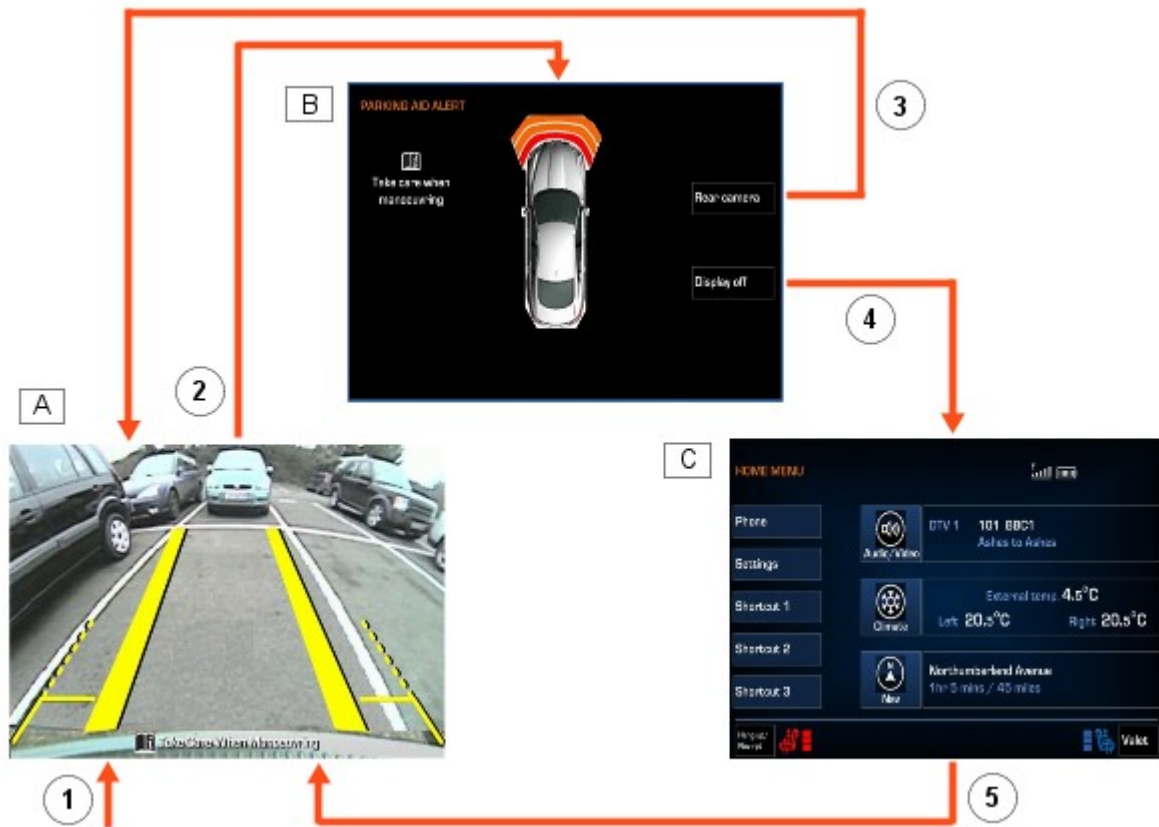 3
B
PARKING AID ALERT
Take care when
manoeuvring
Rear camera
Display off
4
2
A
C
HOME MENU
Phone
DTV 1 101 BBC1
Ashes to Ashes
Audio/Video
Settings
External temp. 4.5°C
Shortcut 1
Left 20.5°C Right 20.5°C
Climate
Shortcut 2
N
Northumberland Avenue
1hr 5 mins / 45 miles
Shortcut 3
Nav
Take Care When Manoeuvring
Valet
1
5